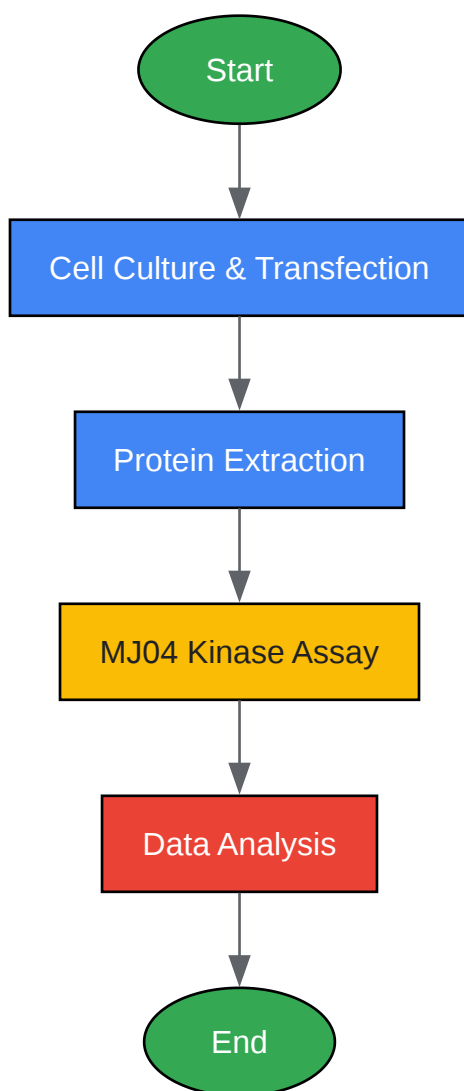 Start
Cell Culture & Transfection
Protein Extraction
MJ04 Kinase Assay
Data Analysis
End